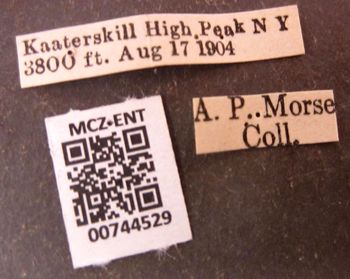 Kaaterskill High Peak N Y
3800 ft. Aug 17 1904
A. P. Morse
Coll.
MCZ-ENT
00744529